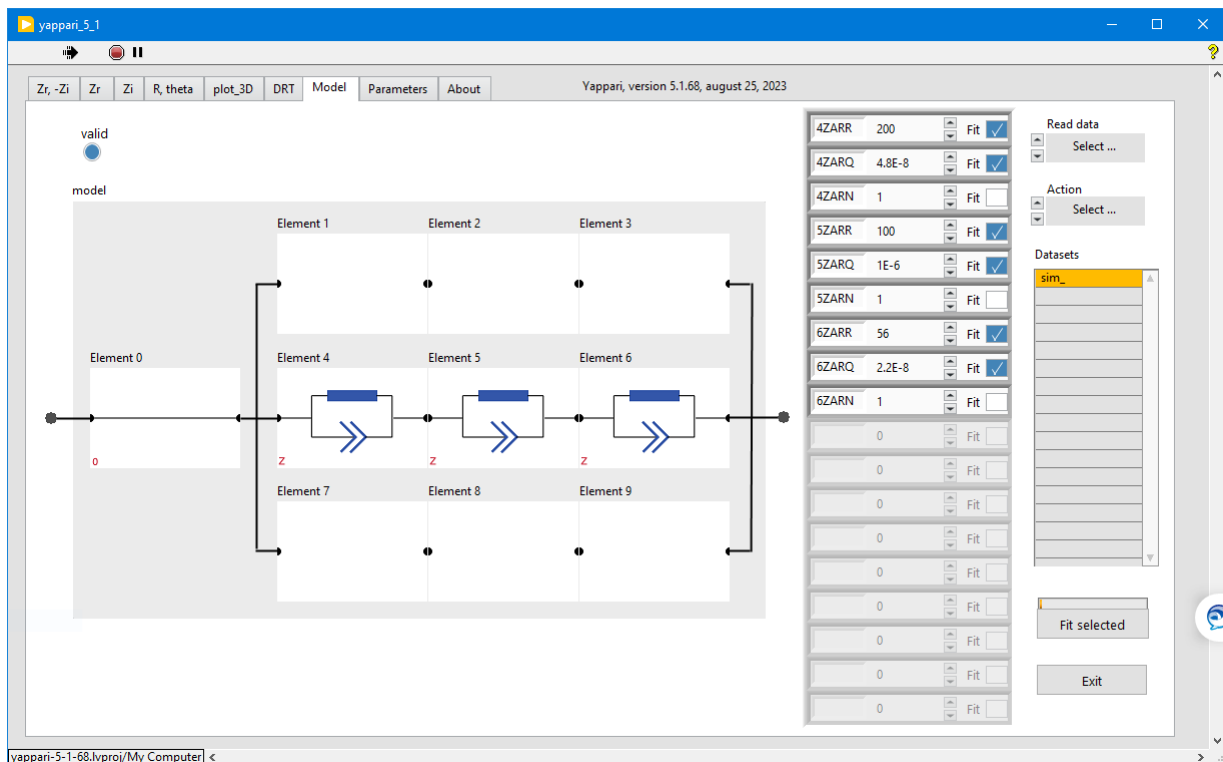 yappari_5_1
Zr, -Zi Zr Zi R, theta plot_3D DRT Model Parameters About
Yappari, version 5.1.68, august 25, 2023
valid
model
Element 1 Element 2 Element 3
Element 0 Element 4 Element 5 Element 6
0 Z Z Z
Element 7 Element 8 Element 9
4ZARR 200 Fit
4ZARQ 4.8E-8 Fit
4ZARN 1 Fit
5ZARR 100 Fit
5ZARQ 1E-6 Fit
5ZARN 1 Fit
6ZARR 56 Fit
6ZARQ 2.2E-8 Fit
6ZARN 1 Fit
0 Fit
0 Fit
0 Fit
0 Fit
0 Fit
0 Fit
0 Fit
0 Fit
0 Fit
Read data
Select ...
Action
Select ...
Datasets
sim_
Fit selected
Exit
yappari-5-1-68.lvproj/My Computer